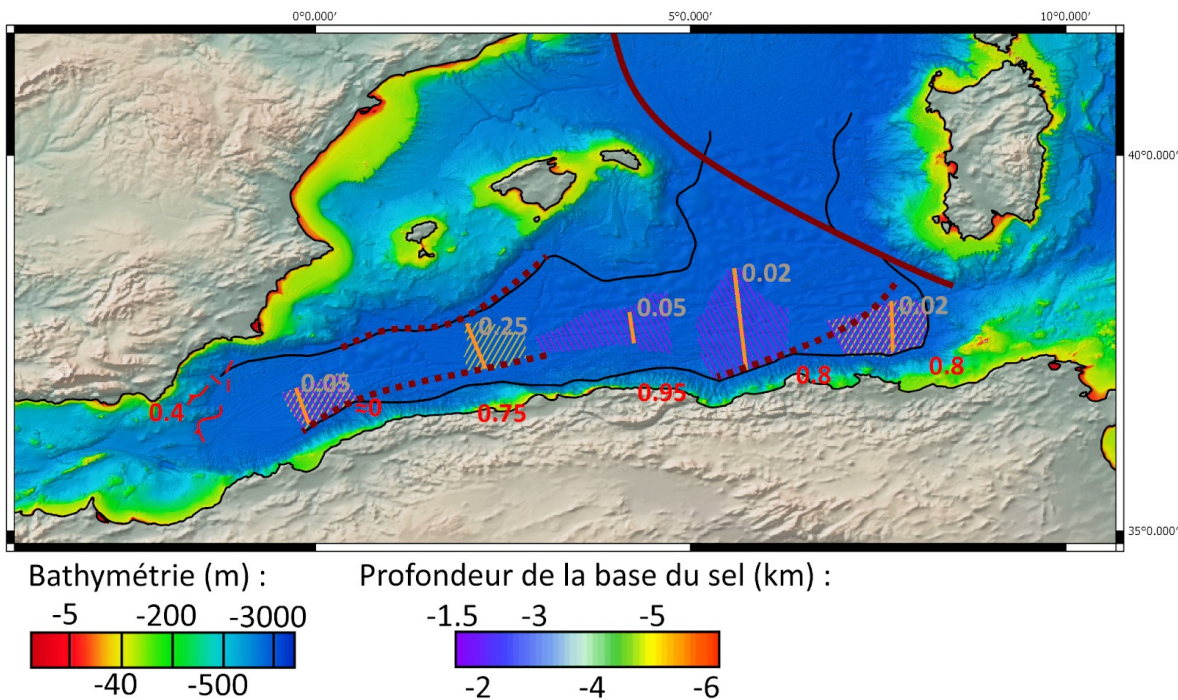 0°0.000′ 5°0.000′ 10°0.000′
40°0.000′
0.02
0.05 0.02
0.25
0.8
0.05 0.95 0.8
0.4 ≈0 0.75
35°0.000′
Bathymétrie (m) : Profondeur de la base du sel (km) :
-5 -200 -3000 -1.5 -3 -5
-40 -500 -2 -4 -6